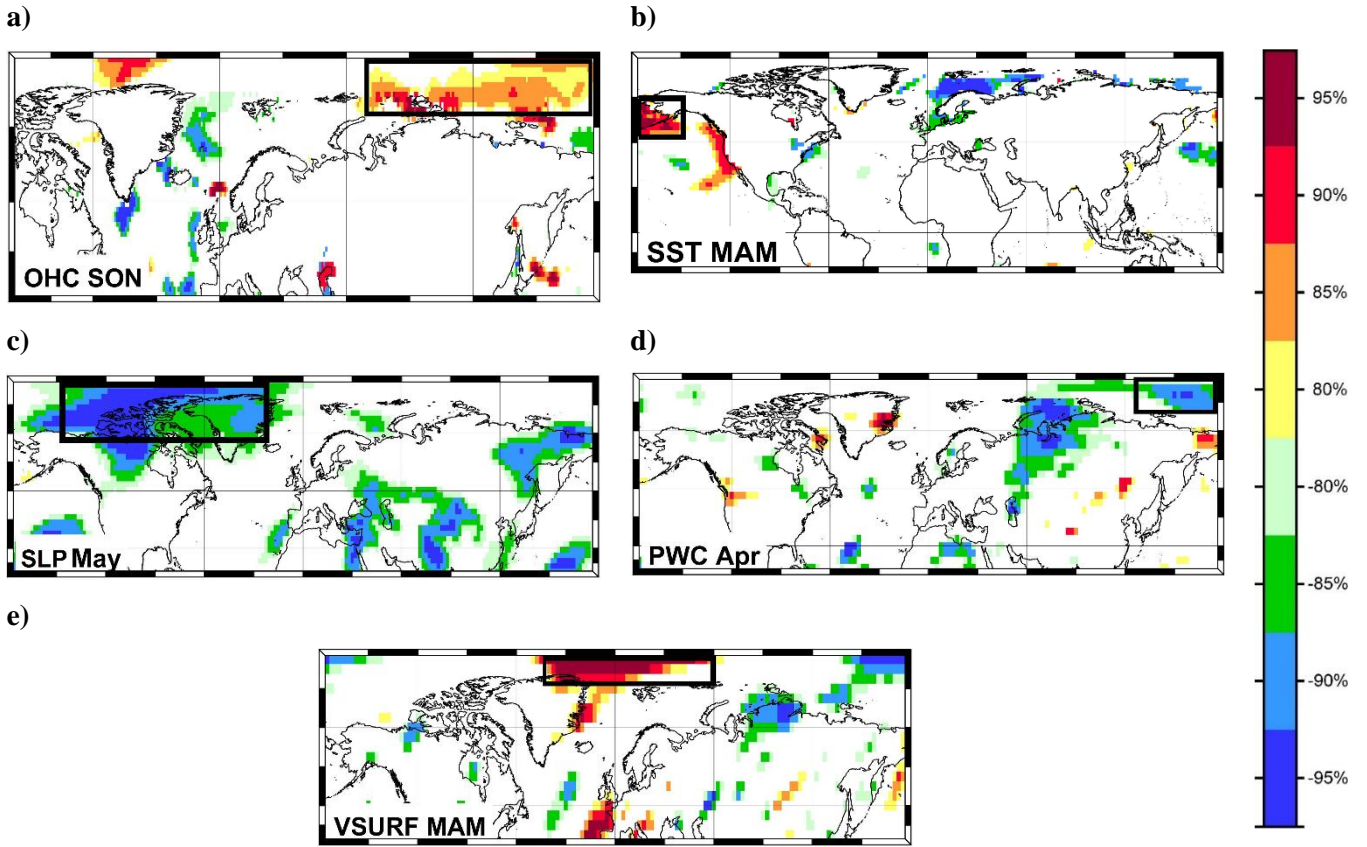 a)
b)
OHC SON
SST MAM
c)
d)
SLP May
PWC Apr
e)
VSURF MAM
95%
90%
85%
80%
-80%
-85%
-90%
-95%